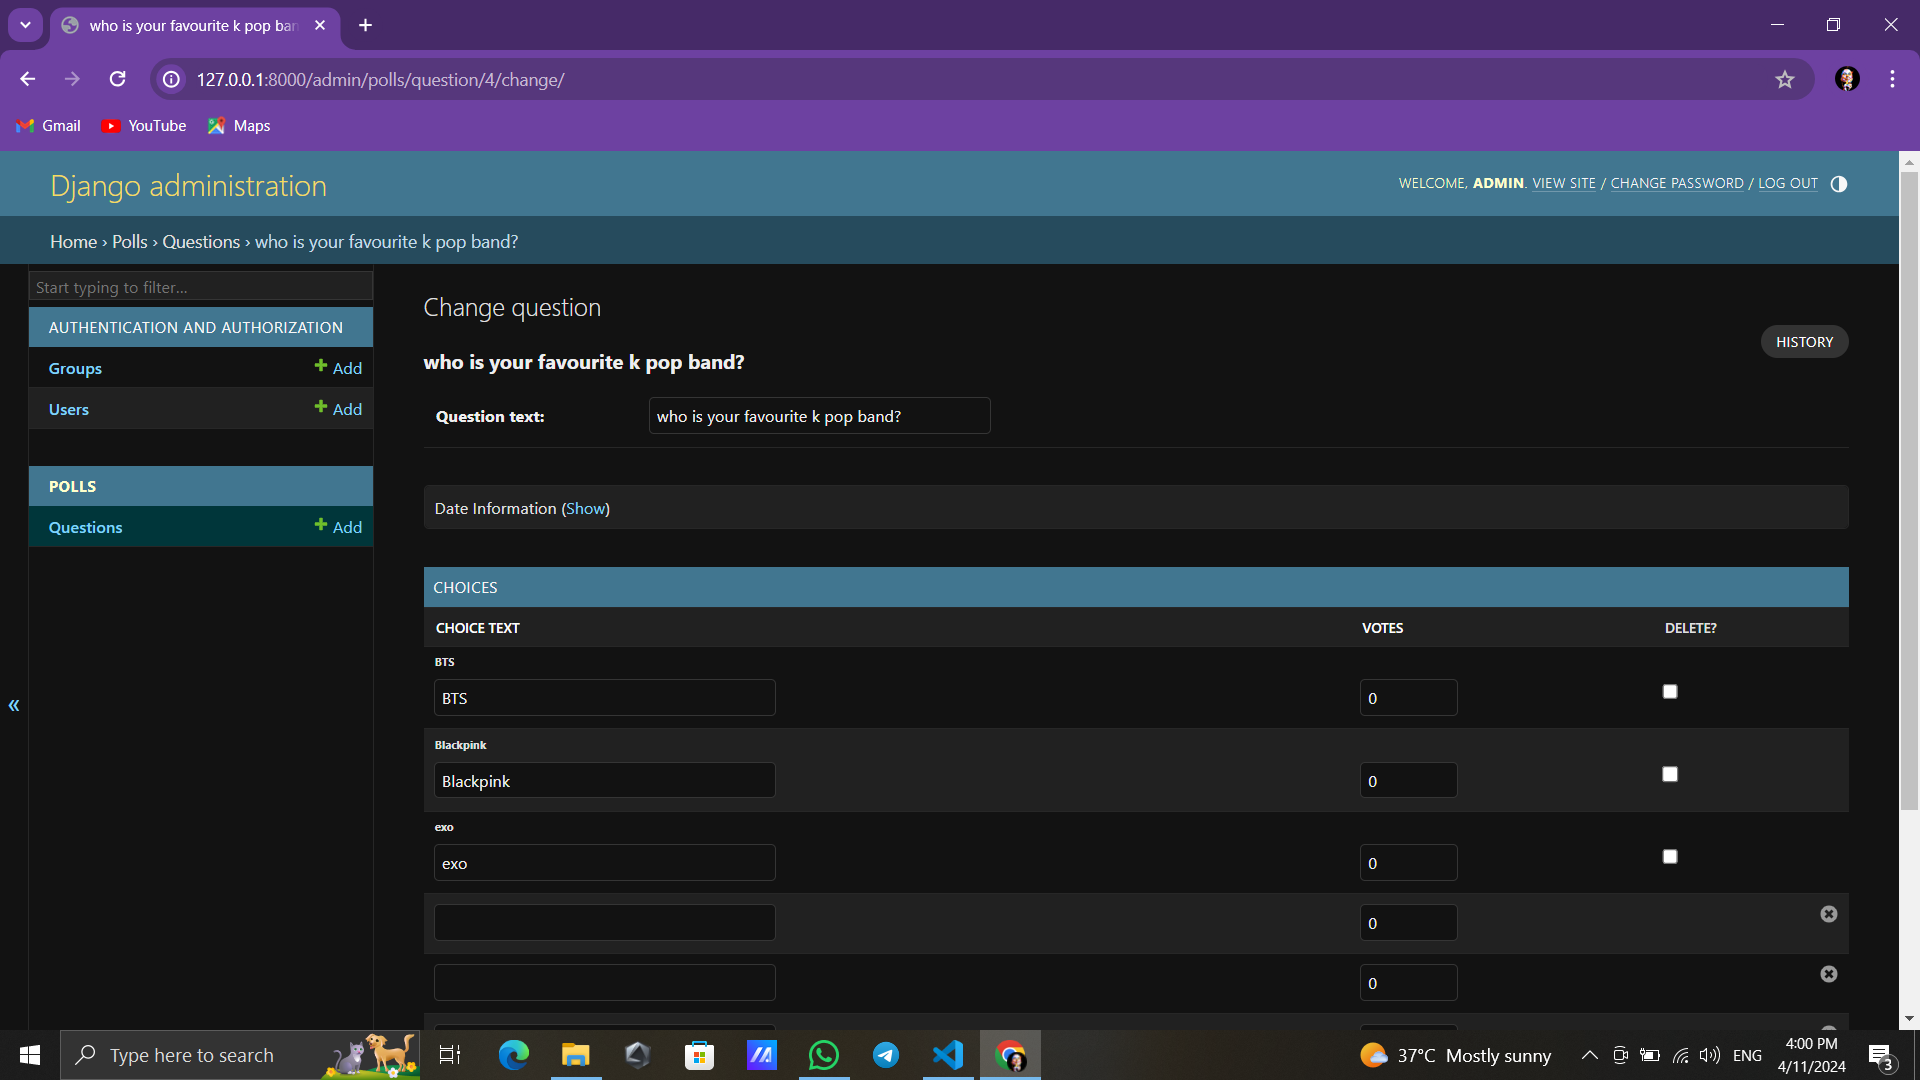 who is your favourite k pop ban
127.0.0.1:8000/admin/polls/question/4/change/
Gmail YouTube Maps
Django administration
WELCOME, ADMIN. VIEW SITE / CHANGE PASSWORD / LOG OUT
Home › Polls › Questions › who is your favourite k pop band?
Start typing to filter...
AUTHENTICATION AND AUTHORIZATION
Groups Add
Users Add
POLLS
Questions Add
Change question
HISTORY
who is your favourite k pop band?
Question text: who is your favourite k pop band?
Date Information (Show)
CHOICES
CHOICE TEXT VOTES DELETE?
BTS
BTS 0
Blackpink
Blackpink 0
exo
exo 0
0
0
«
Type here to search
37°C Mostly sunny
ENG
4:00 PM
4/11/2024
3